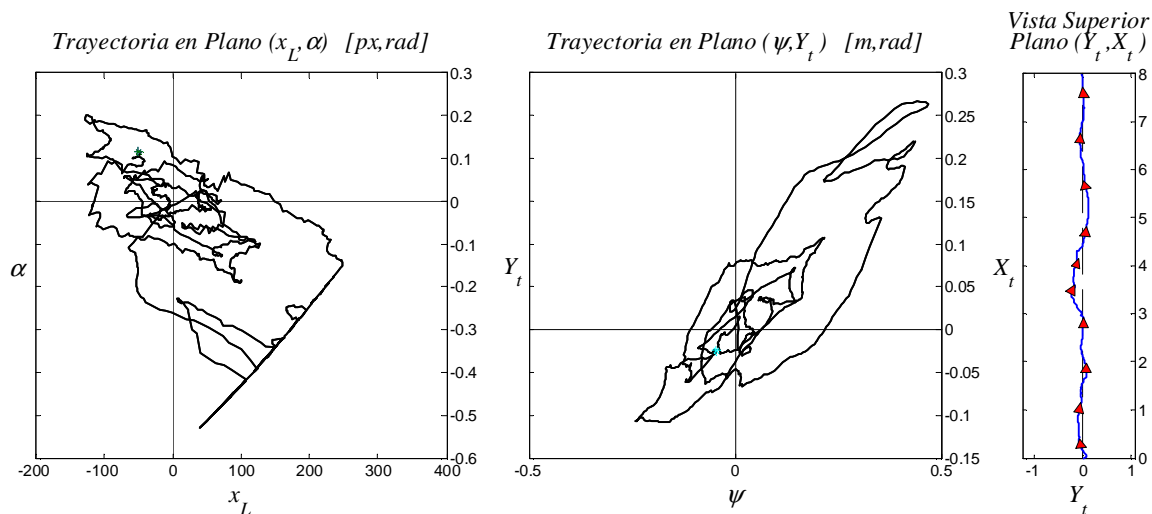 Vista Superior
Trayectoria en Plano (x_L,α) [px,rad]
Trayectoria en Plano (ψ,Y_t) [m,rad]
Plano (Y_t,X_t)
0.3
0.2
0.1
0
-0.1
-0.2
-0.3
-0.4
-0.5
-0.6
α
-200 -100 0 100 200 300 400
x_L
0.3
0.25
0.2
0.15
0.1
0.05
0
-0.05
-0.1
-0.15
Y_t
-0.5 0 0.5
ψ
8
7
6
5
4
3
2
1
0
X_t
-1 0 1
Y_t